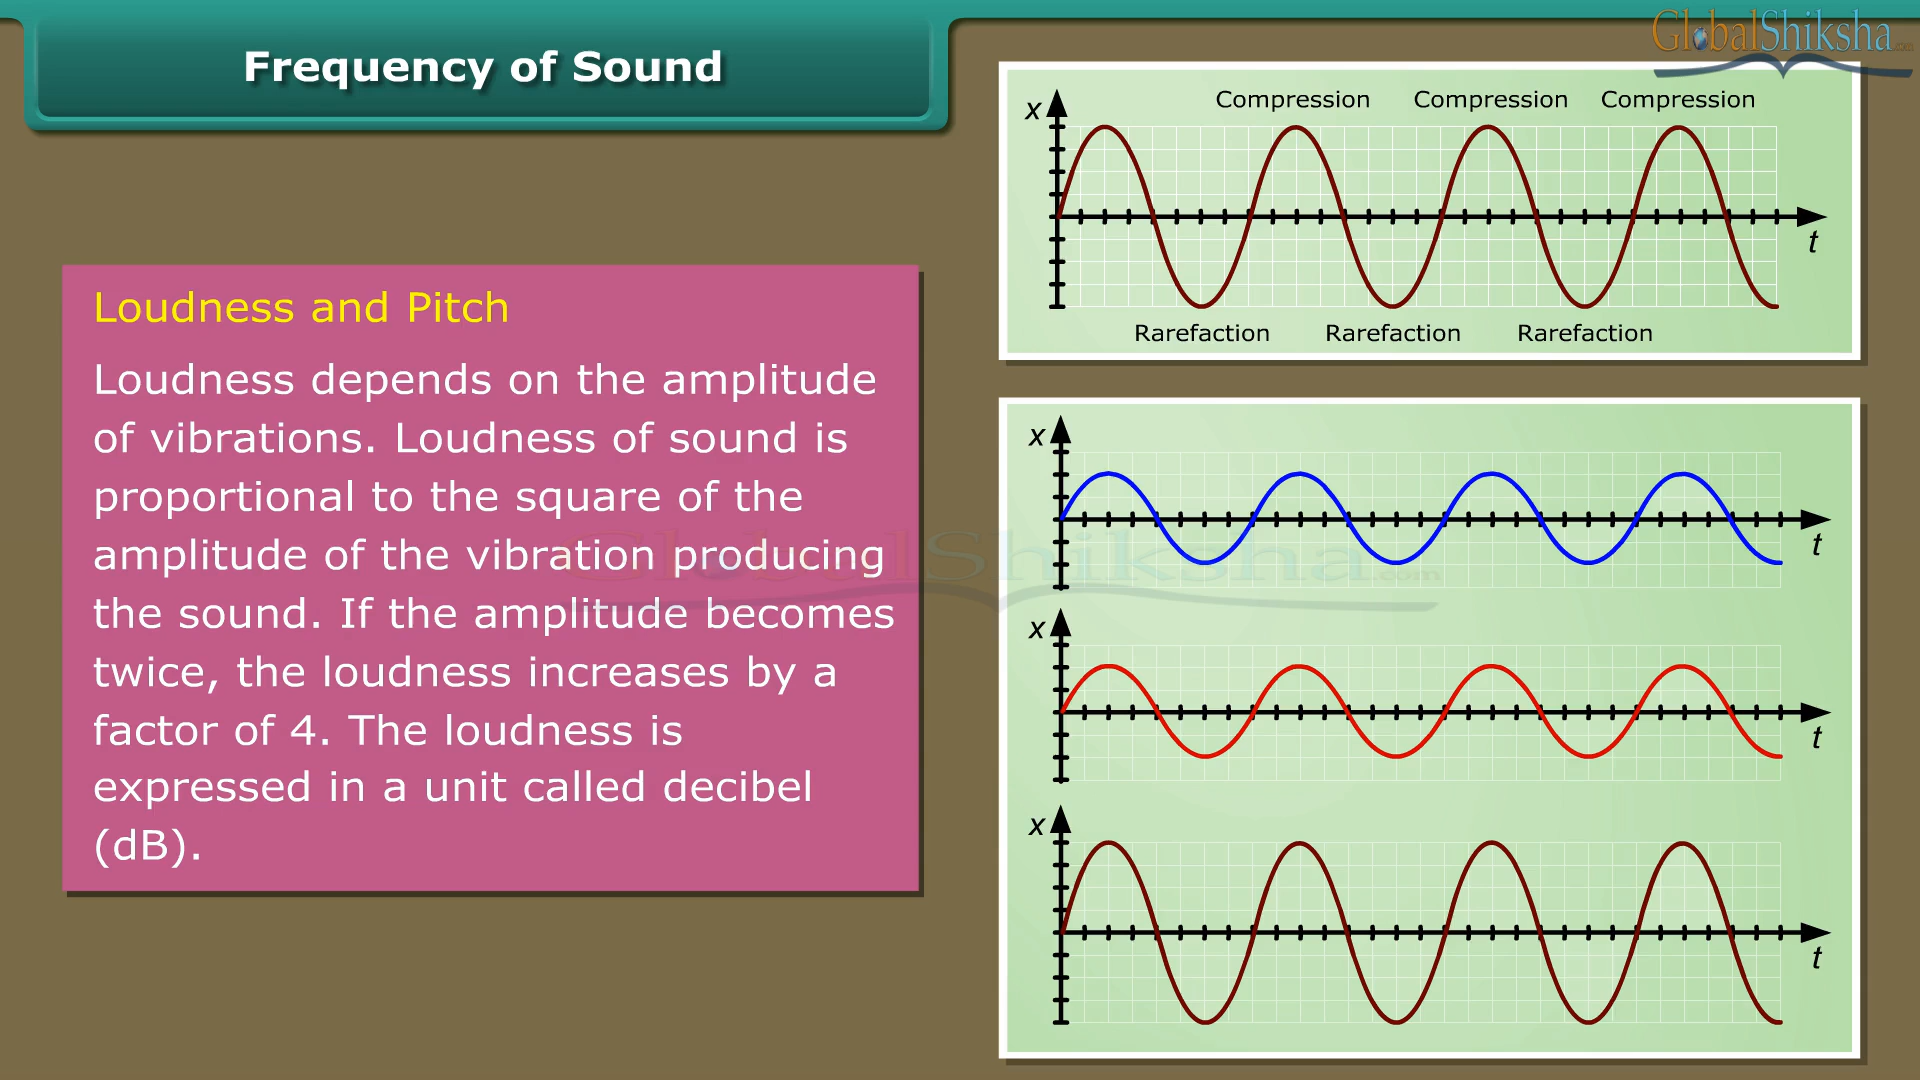 Frequency of Sound
GlobalShiksha.com
Loudness and Pitch
Loudness depends on the amplitude
of vibrations. Loudness of sound is
proportional to the square of the
amplitude of the vibration producing
the sound. If the amplitude becomes
twice, the loudness increases by a
factor of 4. The loudness is
expressed in a unit called decibel
(dB).
x
Compression Compression Compression
t
Rarefaction Rarefaction Rarefaction
x
t
GlobalShiksha.com
x
t
x
t